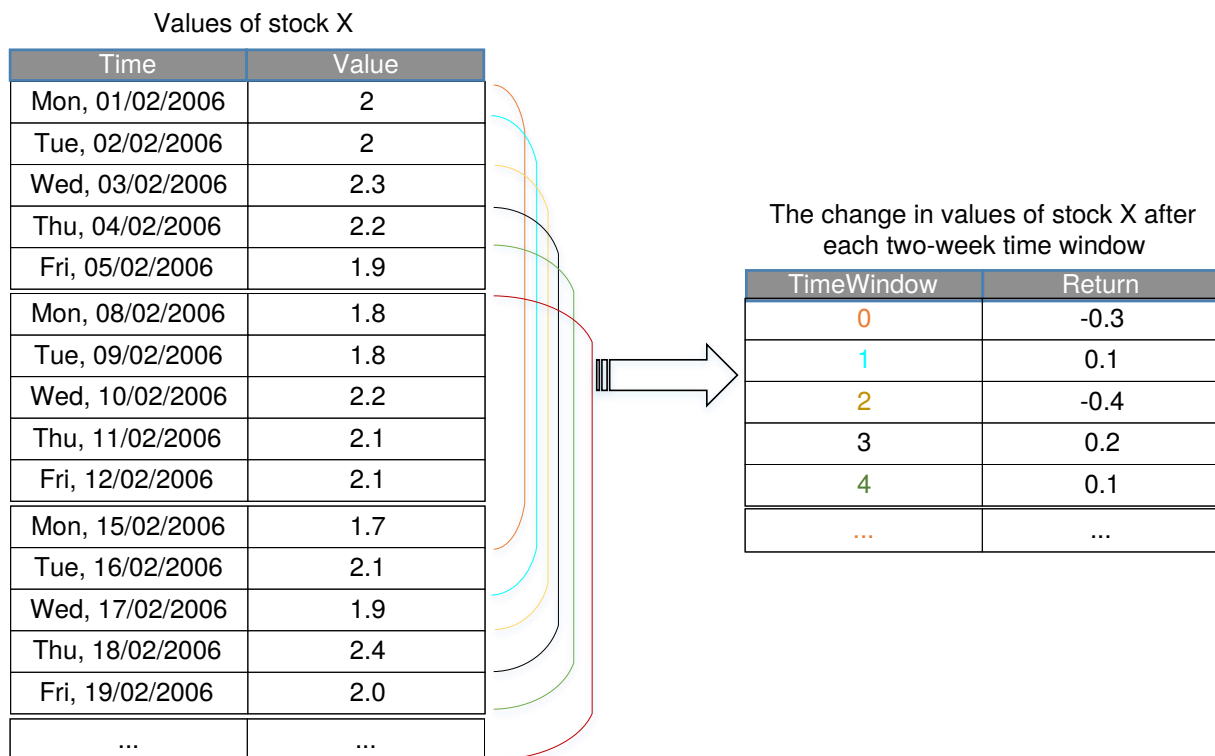 Values of stock X
Time Value
Mon, 01/02/2006 2
Tue, 02/02/2006 2
Wed, 03/02/2006 2.3
Thu, 04/02/2006 2.2
Fri, 05/02/2006 1.9
Mon, 08/02/2006 1.8
Tue, 09/02/2006 1.8
Wed, 10/02/2006 2.2
Thu, 11/02/2006 2.1
Fri, 12/02/2006 2.1
Mon, 15/02/2006 1.7
Tue, 16/02/2006 2.1
Wed, 17/02/2006 1.9
Thu, 18/02/2006 2.4
Fri, 19/02/2006 2.0
... ...
The change in values of stock X after
each two-week time window
TimeWindow Return
0 -0.3
1 0.1
2 -0.4
3 0.2
4 0.1
... ...